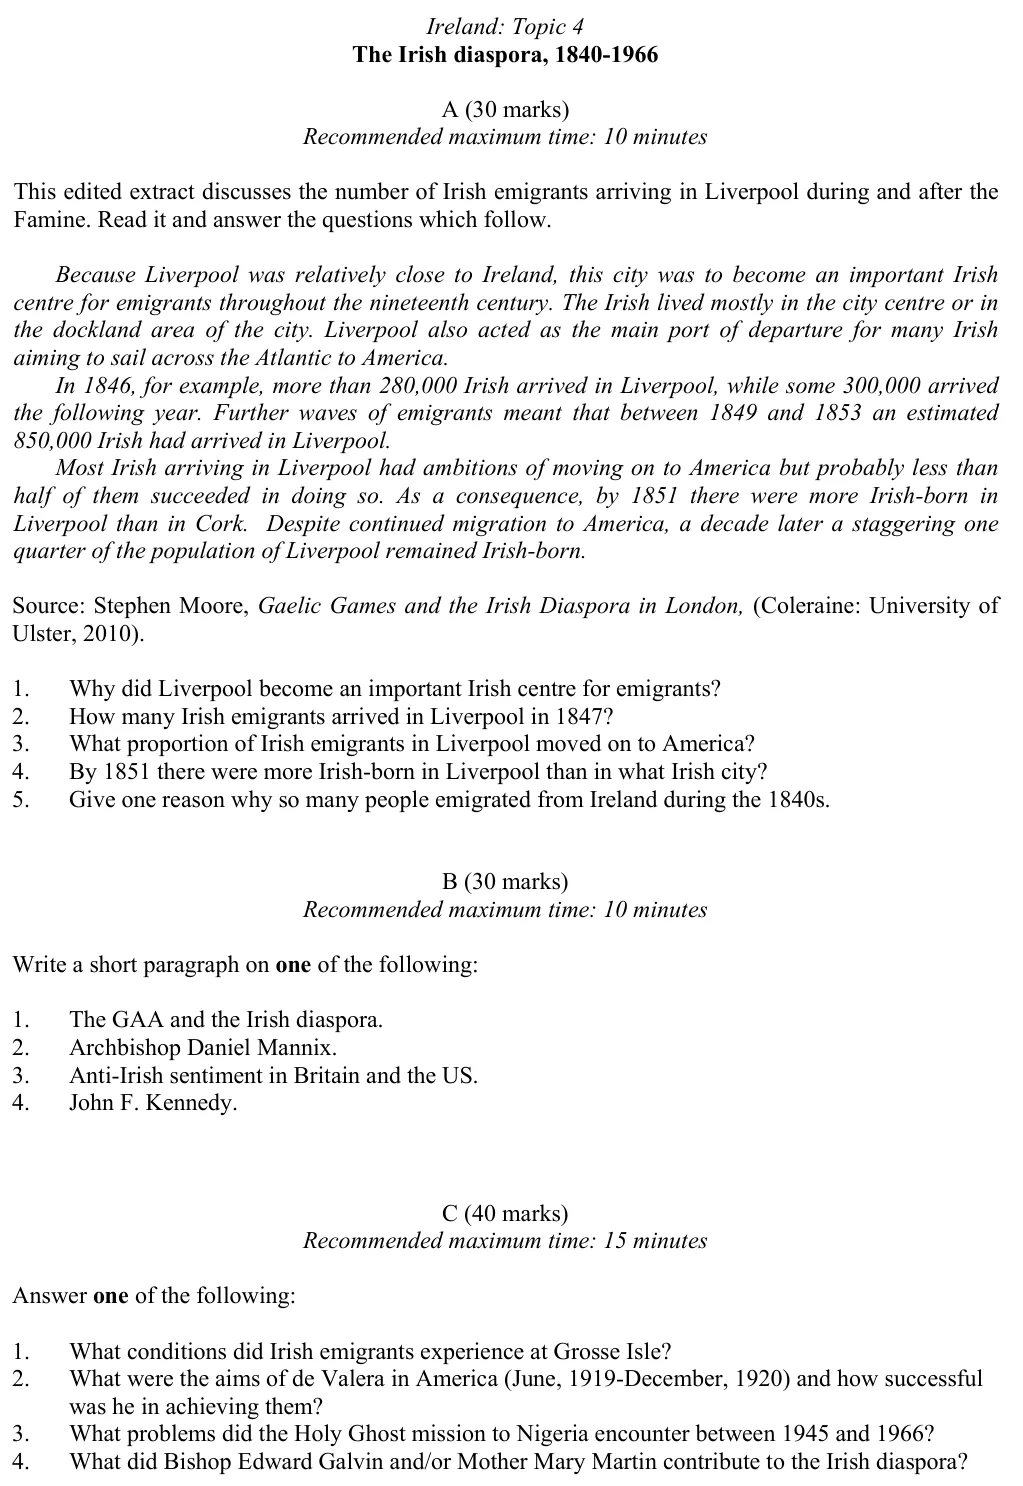 Ireland: Topic 4
The Irish diaspora, 1840-1966
A (30 marks)
Recommended maximum time: 10 minutes
This edited extract discusses the number of Irish emigrants arriving in Liverpool during and after the
Famine. Read it and answer the questions which follow.
Because Liverpool was relatively close to Ireland, this city was to become an important Irish
centre for emigrants throughout the nineteenth century. The Irish lived mostly in the city centre or in
the dockland area of the city. Liverpool also acted as the main port of departure for many Irish
aiming to sail across the Atlantic to America.
In 1846, for example, more than 280,000 Irish arrived in Liverpool, while some 300,000 arrived
the following year. Further waves of emigrants meant that between 1849 and 1853 an estimated
850,000 Irish had arrived in Liverpool.
Most Irish arriving in Liverpool had ambitions of moving on to America but probably less than
half of them succeeded in doing so. As a consequence, by 1851 there were more Irish-born in
Liverpool than in Cork. Despite continued migration to America, a decade later a staggering one
quarter of the population of Liverpool remained Irish-born.
Source: Stephen Moore, Gaelic Games and the Irish Diaspora in London, (Coleraine: University of
Ulster, 2010).
1. Why did Liverpool become an important Irish centre for emigrants?
2. How many Irish emigrants arrived in Liverpool in 1847?
3. What proportion of Irish emigrants in Liverpool moved on to America?
4. By 1851 there were more Irish-born in Liverpool than in what Irish city?
5. Give one reason why so many people emigrated from Ireland during the 1840s.
B (30 marks)
Recommended maximum time: 10 minutes
Write a short paragraph on one of the following:
1. The GAA and the Irish diaspora.
2. Archbishop Daniel Mannix.
3. Anti-Irish sentiment in Britain and the US.
4. John F. Kennedy.
C (40 marks)
Recommended maximum time: 15 minutes
Answer one of the following:
1. What conditions did Irish emigrants experience at Grosse Isle?
2. What were the aims of de Valera in America (June, 1919-December, 1920) and how successful
was he in achieving them?
3. What problems did the Holy Ghost mission to Nigeria encounter between 1945 and 1966?
4. What did Bishop Edward Galvin and/or Mother Mary Martin contribute to the Irish diaspora?